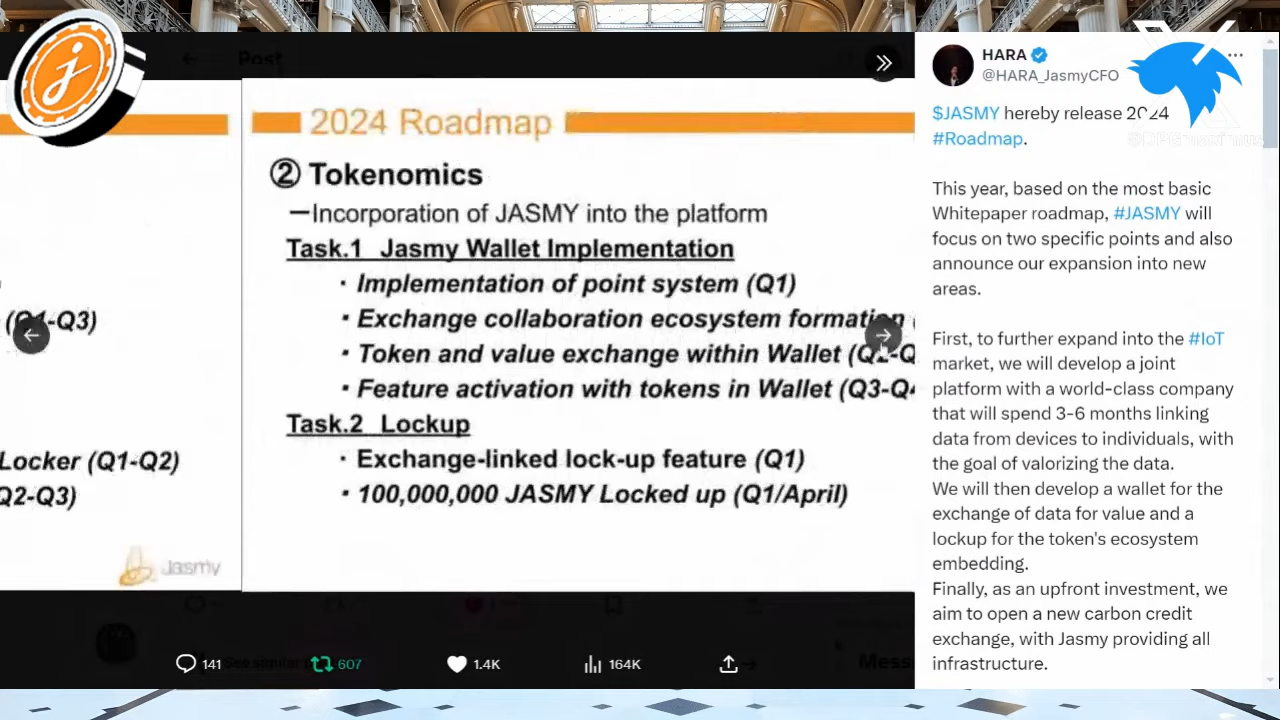 Post
HARA
@HARA_JasmyCFO
2024 Roadmap
② Tokenomics
—Incorporation of JASMY into the platform
Task.1 Jasmy Wallet Implementation
· Implementation of point system (Q1)
· Exchange collaboration ecosystem formation (
· Token and value exchange within Wallet (Q2-Q
· Feature activation with tokens in Wallet (Q3-Q4
Task.2 Lockup
· Exchange-linked lock-up feature (Q1)
· 100,000,000 JASMY Locked up (Q1/April)
(Q1-Q3)
Locker (Q1-Q2)
Q2-Q3)
Jasmy
141
607
1.4K
164K
$JASMY hereby release 2024
#Roadmap.
This year, based on the most basic
Whitepaper roadmap, #JASMY will
focus on two specific points and also
announce our expansion into new
areas.
First, to further expand into the #IoT
market, we will develop a joint
platform with a world-class company
that will spend 3-6 months linking
data from devices to individuals, with
the goal of valorizing the data.
We will then develop a wallet for the
exchange of data for value and a
lockup for the token's ecosystem
embedding.
Finally, as an upfront investment, we
aim to open a new carbon credit
exchange, with Jasmy providing all
infrastructure.